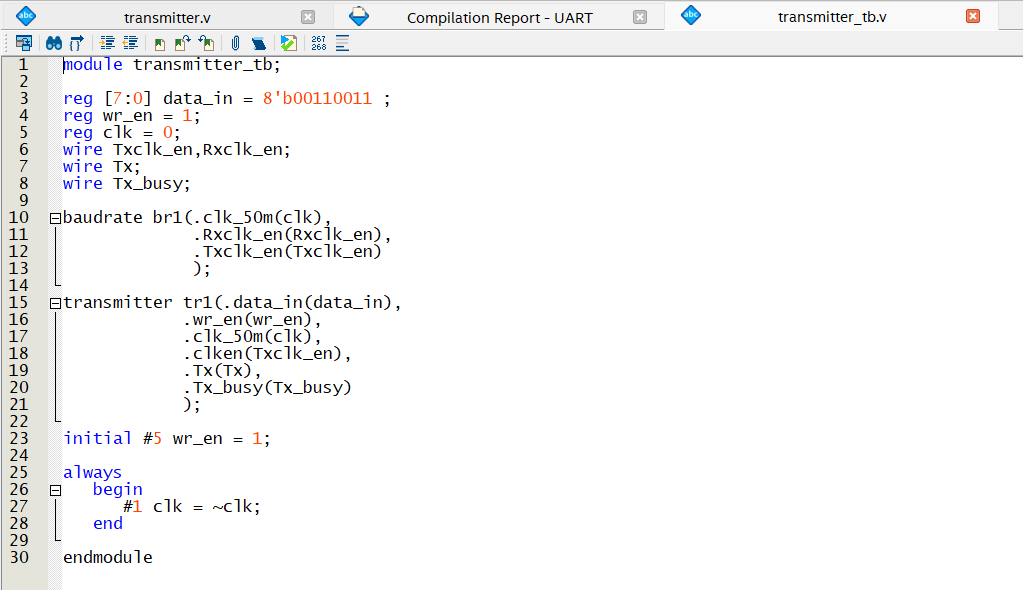 abc transmitter.v Compilation Report - UART abc transmitter_tb.v
267
268
1 module transmitter_tb;
2
3 reg [7:0] data_in = 8'b00110011 ;
4 reg wr_en = 1;
5 reg clk = 0;
6 wire Txclk_en,Rxclk_en;
7 wire Tx;
8 wire Tx_busy;
9
10 baudrate br1(.clk_50m(clk),
11 .Rxclk_en(Rxclk_en),
12 .Txclk_en(Txclk_en)
13 );
14
15 transmitter tr1(.data_in(data_in),
16 .wr_en(wr_en),
17 .clk_50m(clk),
18 .clken(Txclk_en),
19 .Tx(Tx),
20 .Tx_busy(Tx_busy)
21 );
22
23 initial #5 wr_en = 1;
24
25 always
26 begin
27 #1 clk = ~clk;
28 end
29
30 endmodule